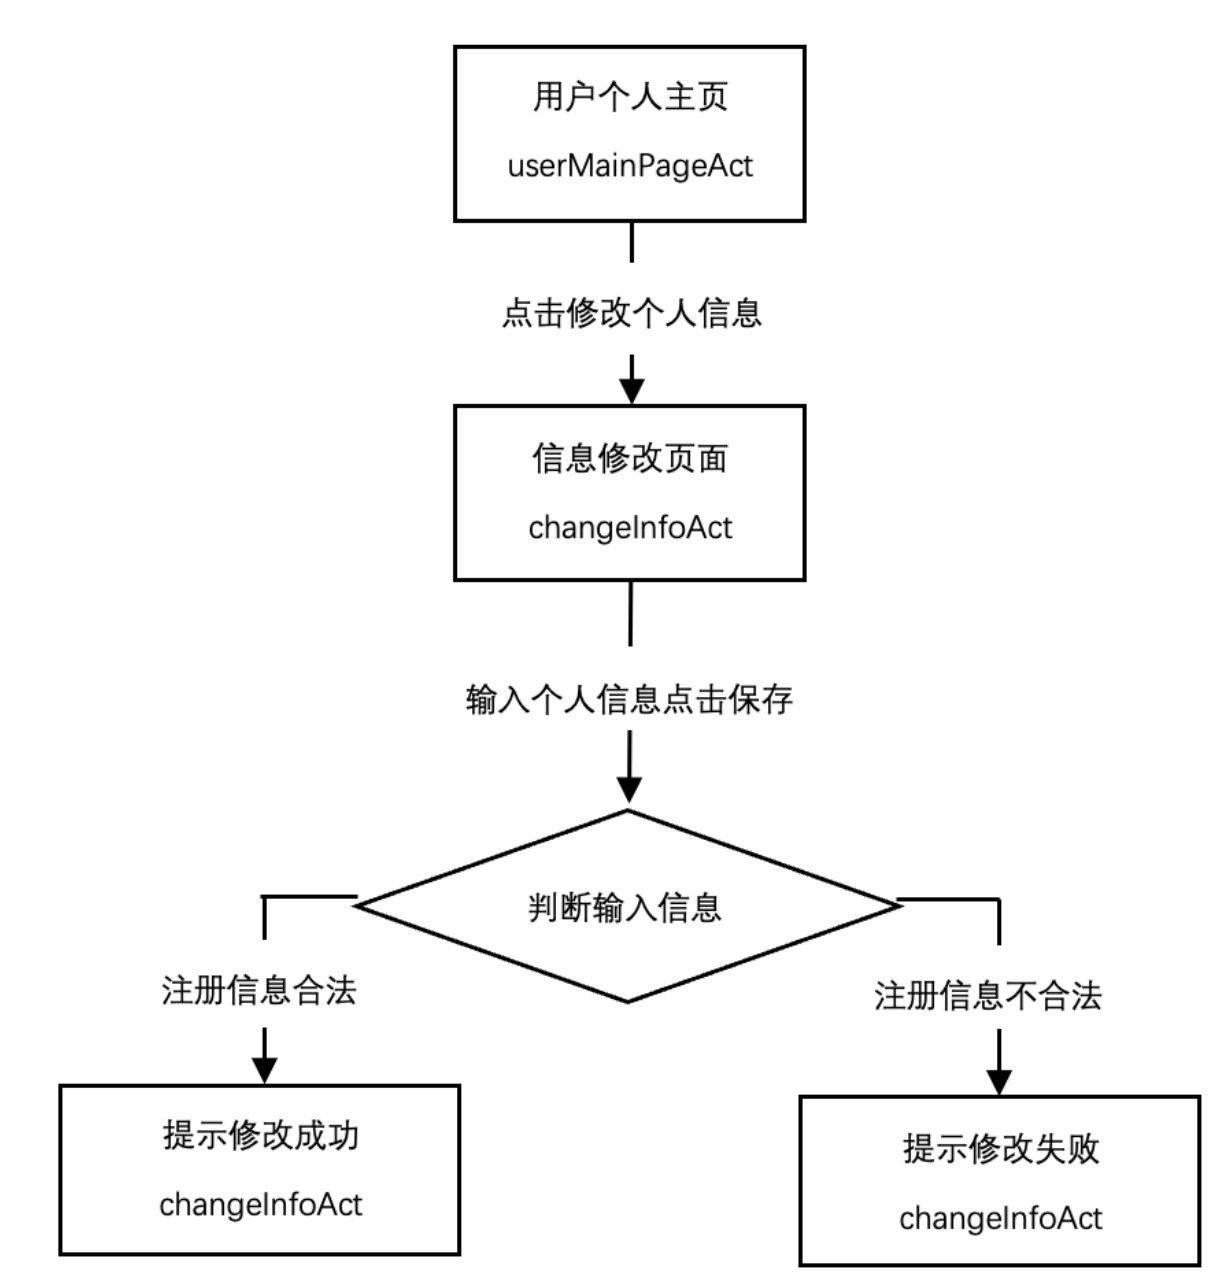 用户个人主页
userMainPageAct
点击修改个人信息
信息修改页面
changeInfoAct
输入个人信息点击保存
判断输入信息
注册信息合法
注册信息不合法
提示修改成功
changeInfoAct
提示修改失败
changeInfoAct